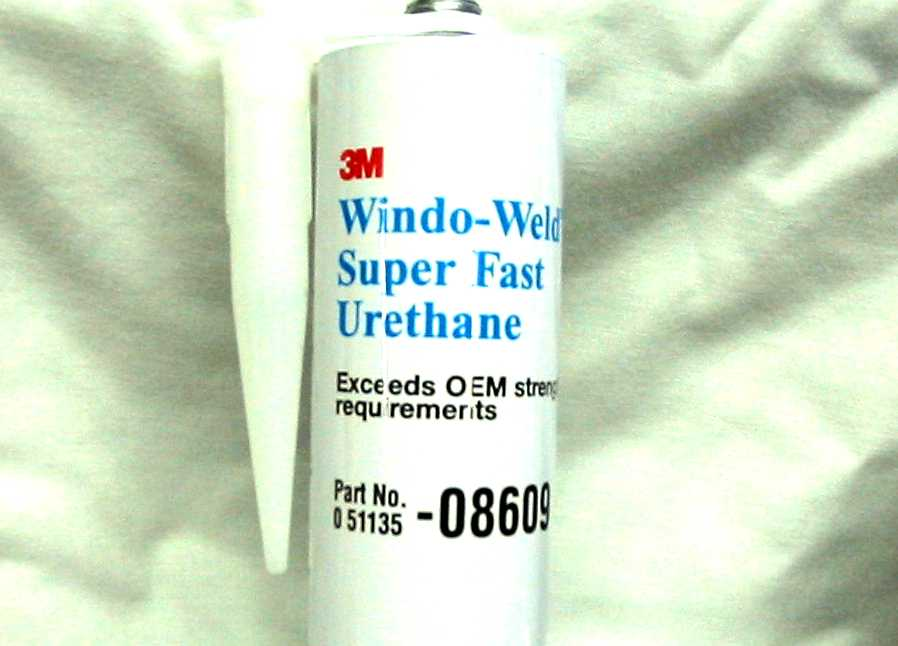 3M
Windo-Weld
Super Fast
Urethane
Exceeds OEM
requirements
Part No.
0 51135 -08609